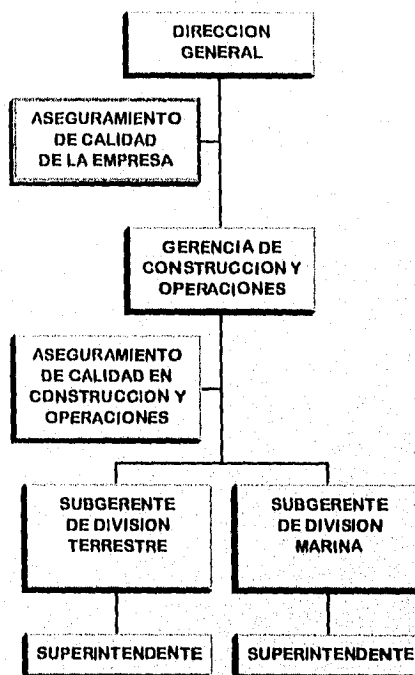 DIRECCION
GENERAL
ASEGURAMIENTO
DE CALIDAD
DE LA EMPRESA
GERENCIA DE
CONSTRUCCION Y
OPERACIONES
ASEGURAMIENTO
DE CALIDAD EN
CONSTRUCCION Y
OPERACIONES
SUBGERENTE
DE DIVISION
TERRESTRE
SUBGERENTE
DE DIVISION
MARINA
SUPERINTENDENTE
SUPERINTENDENTE